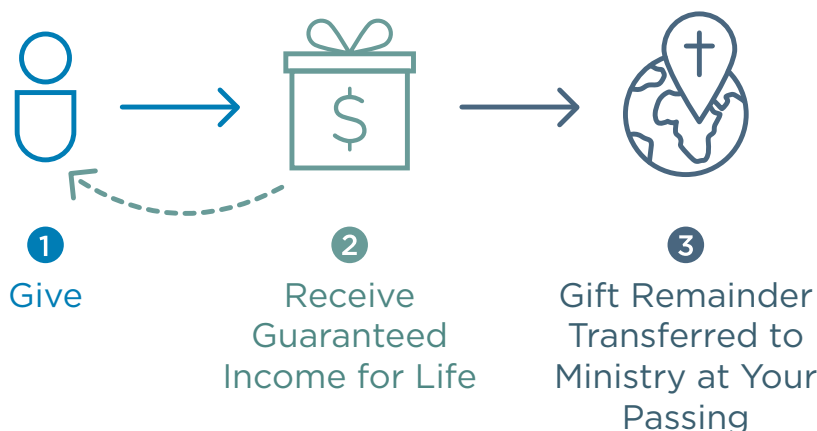 $
1
Give
2
Receive
Guaranteed
Income for Life
3
Gift Remainder
Transferred to
Ministry at Your
Passing